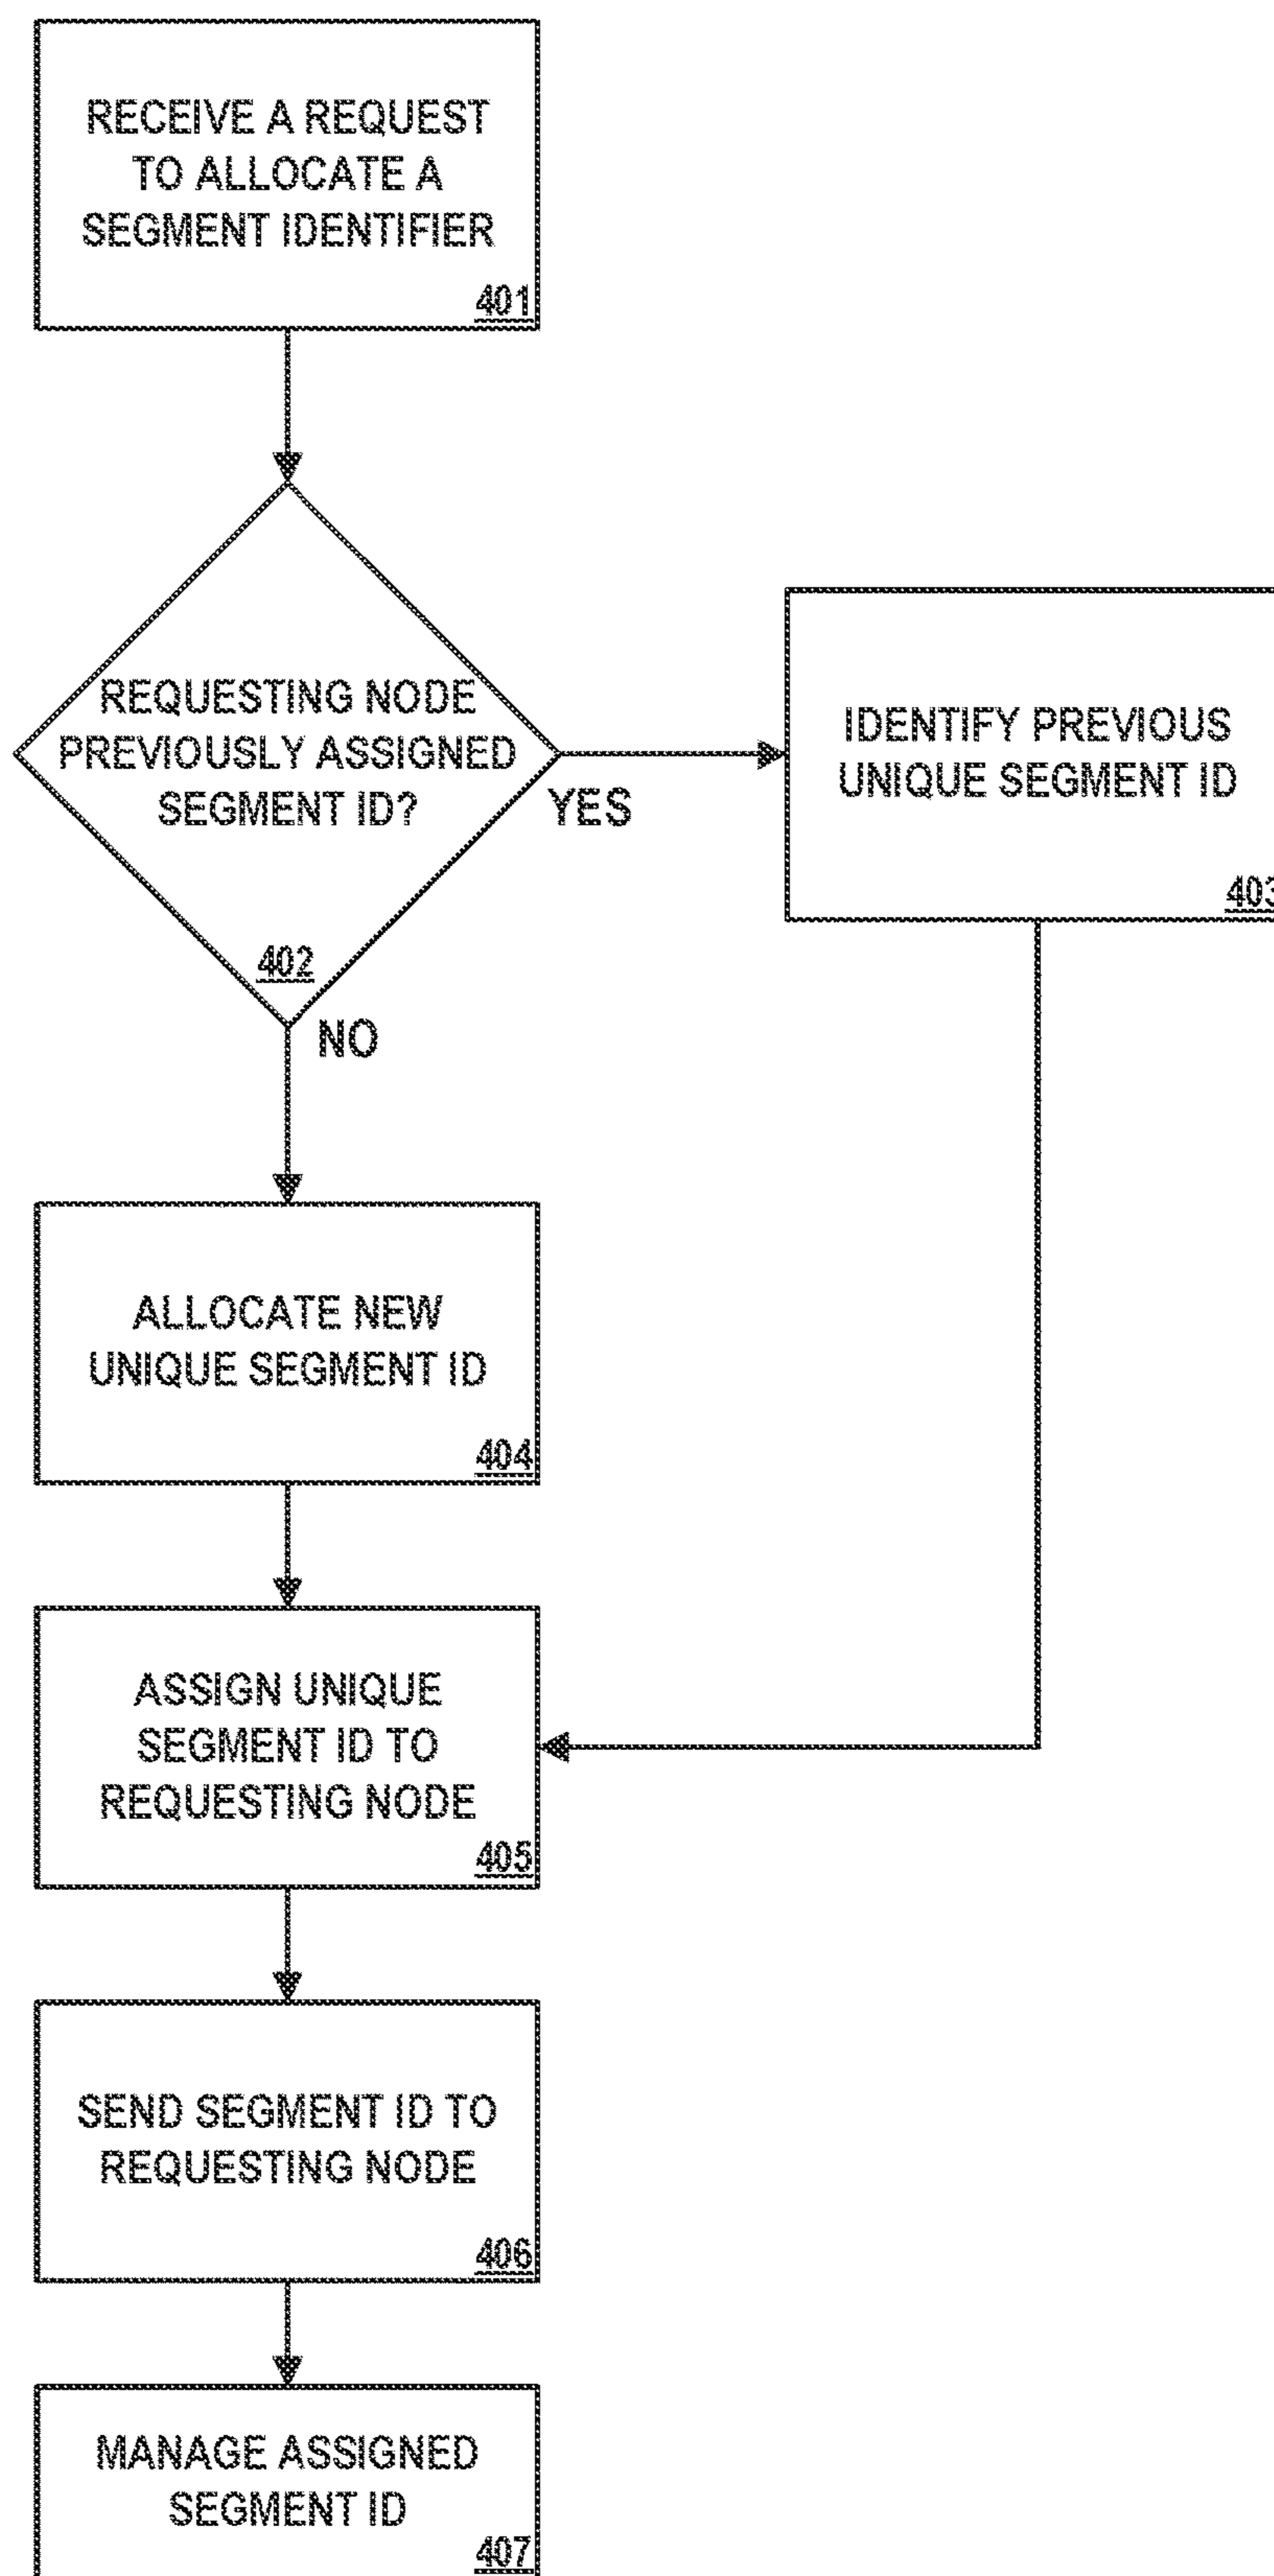 RECEIVE A REQUEST
TO ALLOCATE A
SEGMENT IDENTIFIER
401
REQUESTING NODE
PREVIOUSLY ASSIGNED
SEGMENT ID?
402
YES
IDENTIFY PREVIOUS
UNIQUE SEGMENT ID
403
NO
ALLOCATE NEW
UNIQUE SEGMENT ID
404
ASSIGN UNIQUE
SEGMENT ID TO
REQUESTING NODE
405
SEND SEGMENT ID TO
REQUESTING NODE
406
MANAGE ASSIGNED
SEGMENT ID
407